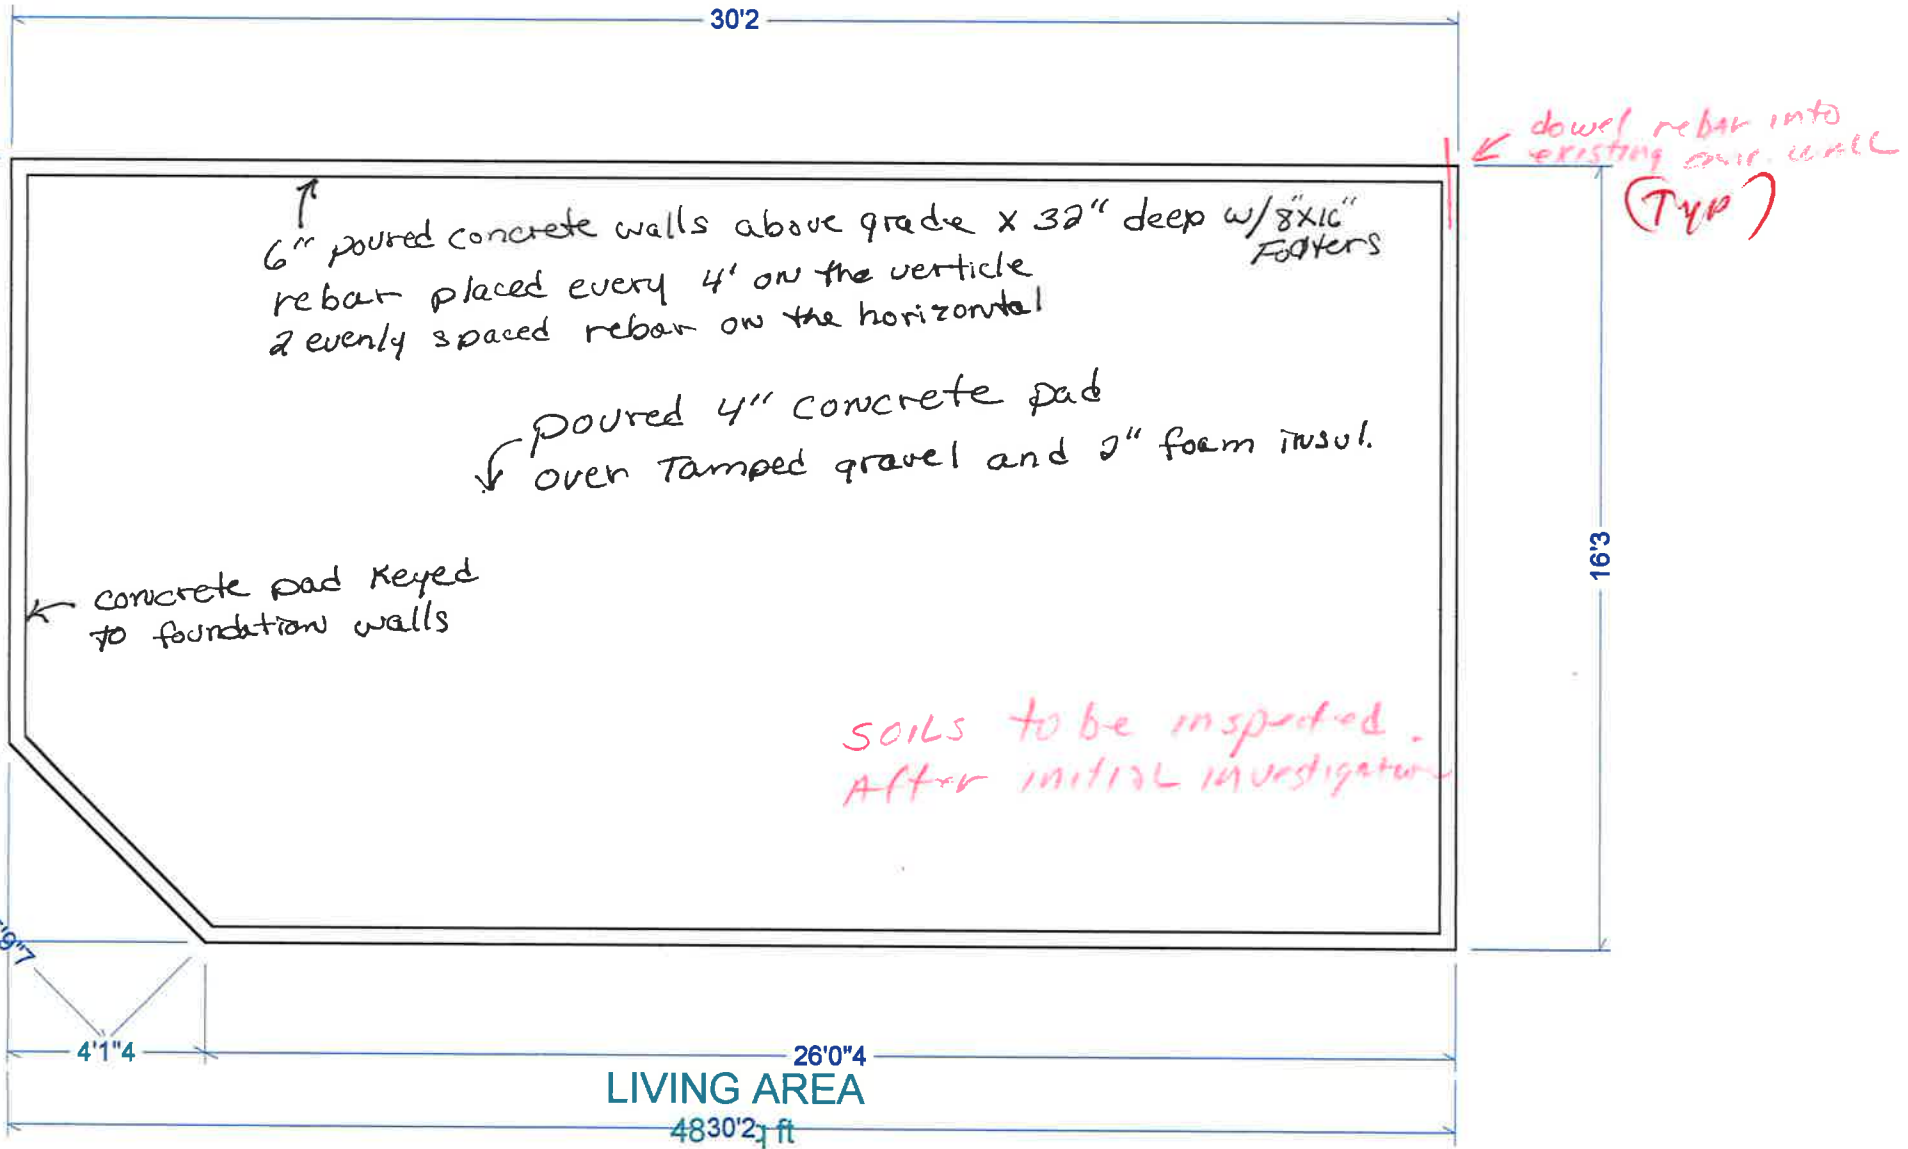 30'2
dowel rebar into
existing wall
(Typ)
6" poured concrete walls above grade x 32" deep w/8"x16"
Footers
rebar placed every 4' on the verticle
2 evenly spaced rebar on the horizontal
poured 4" concrete pad
over Tamped gravel and 2" foam insul.
16'3
concrete pad Keyed
to foundation walls
SOILS to be inspected.
After initial investigation
4'1"4
26'0"4
LIVING AREA
30'2